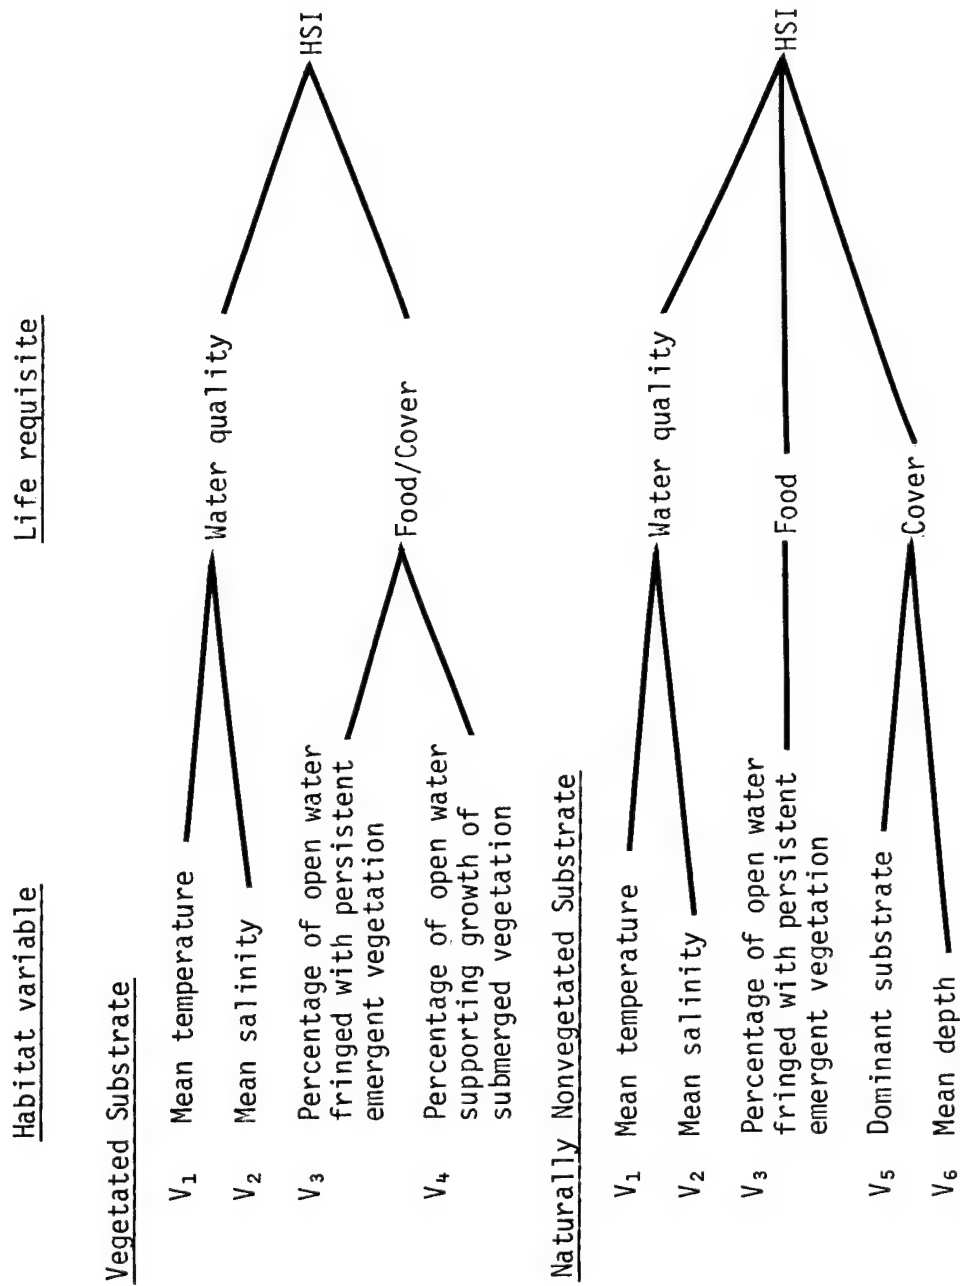 Habitat variable Life requisite
Vegetated Substrate
V1 Mean temperature
V2 Mean salinity
Water quality
V3 Percentage of open water
fringed with persistent
emergent vegetation
V4 Percentage of open water
supporting growth of
submerged vegetation
Food/Cover
HSI
Naturally Nonvegetated Substrate
V1 Mean temperature
V2 Mean salinity
Water quality
V3 Percentage of open water
fringed with persistent
emergent vegetation
Food
V5 Dominant substrate
V6 Mean depth
Cover
HSI